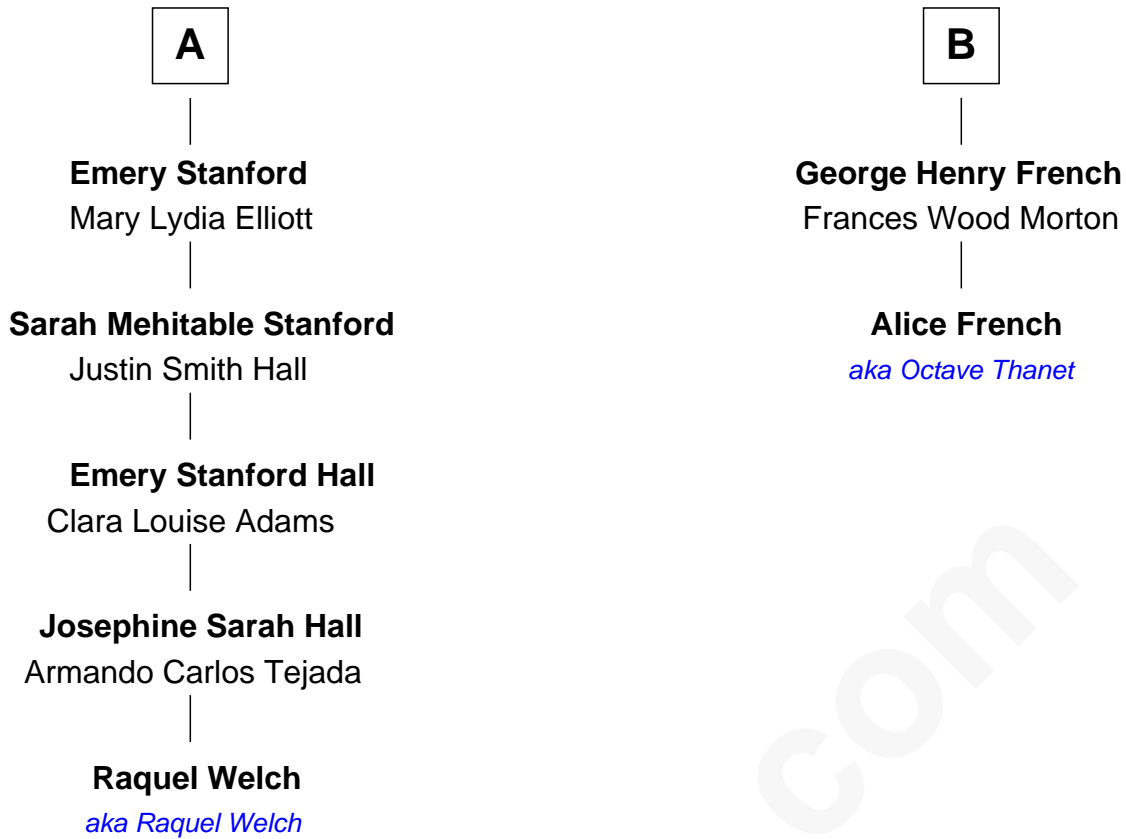 A
Emery Stanford
Mary Lydia Elliott
Sarah Mehitable Stanford
Justin Smith Hall
Emery Stanford Hall
Clara Louise Adams
Josephine Sarah Hall
Armando Carlos Tejada
Raquel Welch
aka Raquel Welch
B
George Henry French
Frances Wood Morton
Alice French
aka Octave Thanet
com